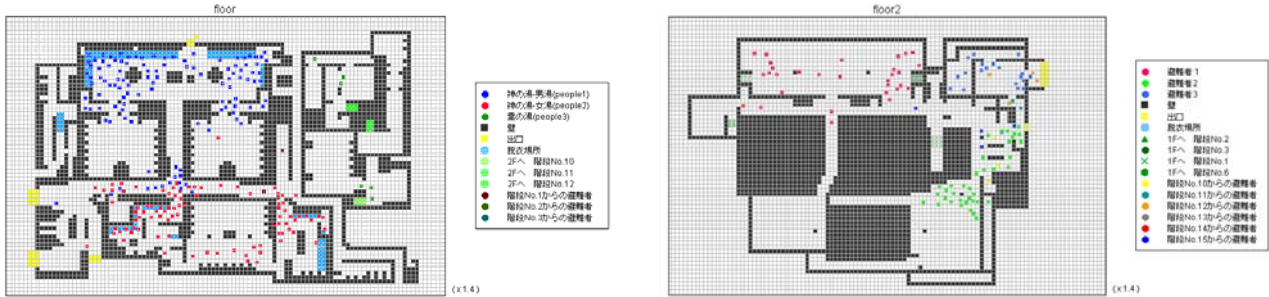 floor
神の湯-男湯(people1)
神の湯-女湯(people2)
霊の湯(people3)
壁
出口
脱衣場所
2Fへ 階段No.10
2Fへ 階段No.11
2Fへ 階段No.12
階段No.1からの避難者
階段No.2からの避難者
階段No.3からの避難者
(x1.4)
floor2
避難者1
避難者2
避難者3
壁
出口
脱衣場所
1Fへ 階段No.2
1Fへ 階段No.3
1Fへ 階段No.1
1Fへ 階段No.6
階段No.10からの避難者
階段No.11からの避難者
階段No.12からの避難者
階段No.13からの避難者
階段No.14からの避難者
階段No.15からの避難者
(x1.4)